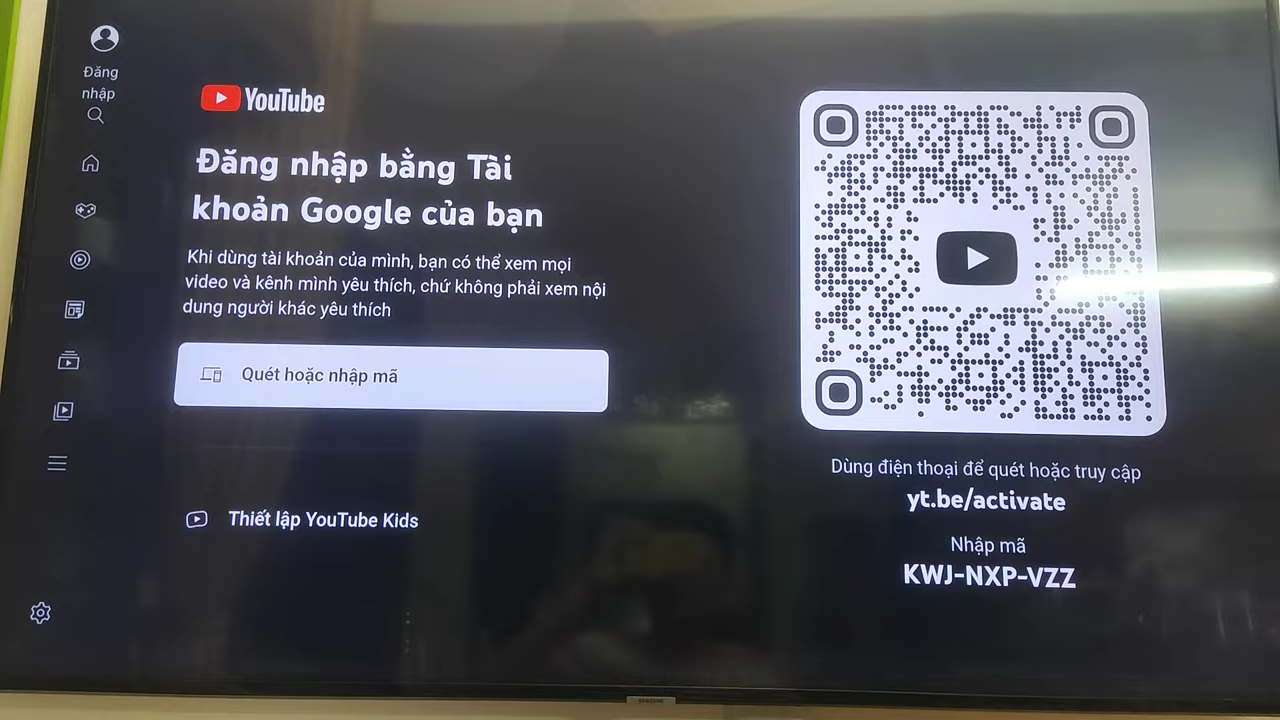 Đăng
nhập
YouTube
Đăng nhập bằng Tài
khoản Google của bạn
Khi dùng tài khoản của mình, bạn có thể xem mọi
video và kênh mình yêu thích, chứ không phải xem nội
dung người khác yêu thích
Quét hoặc nhập mã
Thiết lập YouTube Kids
Dùng điện thoại để quét hoặc truy cập
yt.be/activate
Nhập mã
KWJ-NXP-VZZ
SAMSUNG